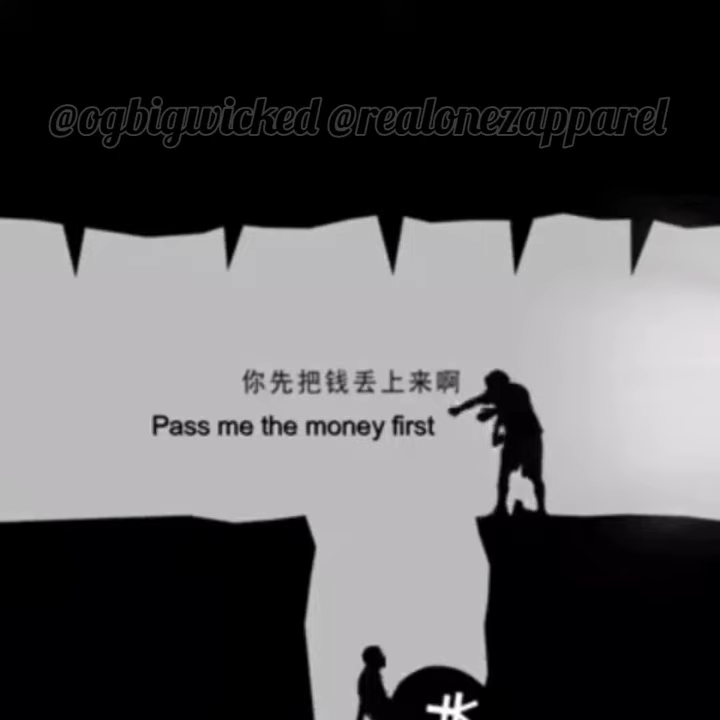 @ogbigwicked @realonezapparel
你先把钱丢上来啊
Pass me the money first